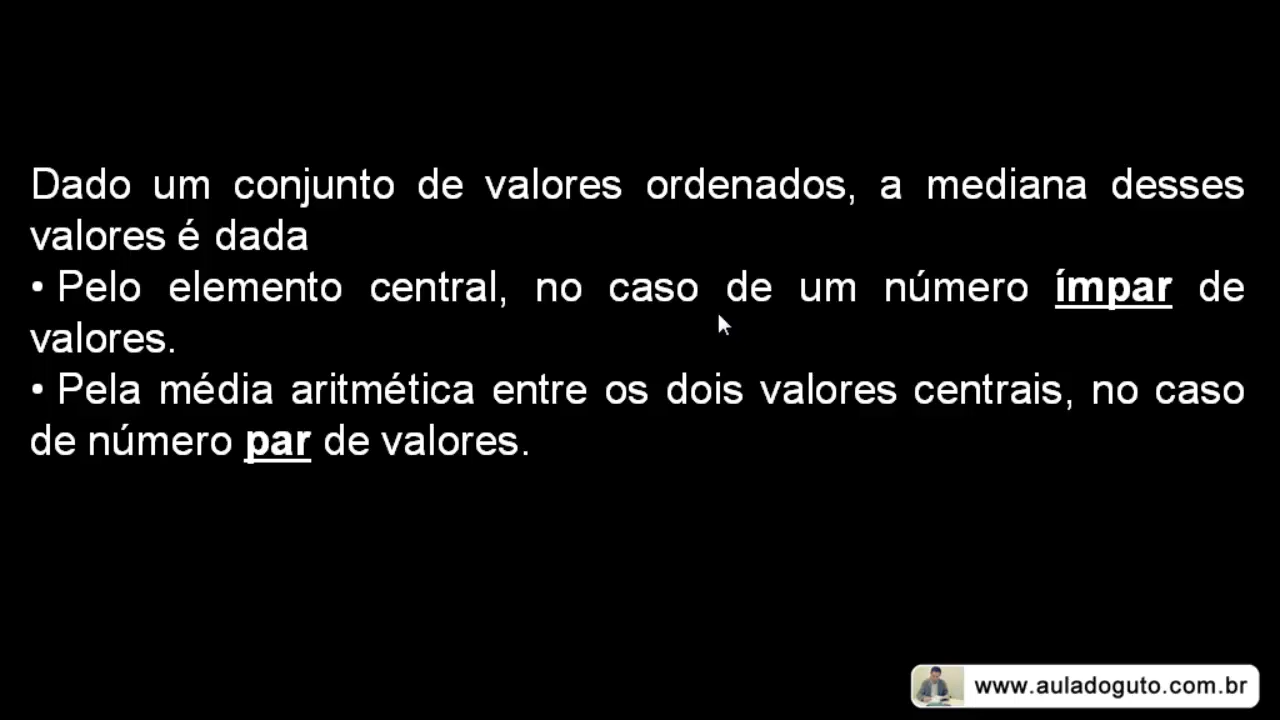 Dado um conjunto de valores ordenados, a mediana desses
valores é dada
• Pelo elemento central, no caso de um número ímpar de
valores.
• Pela média aritmética entre os dois valores centrais, no caso
de número par de valores.
www.auladoguto.com.br